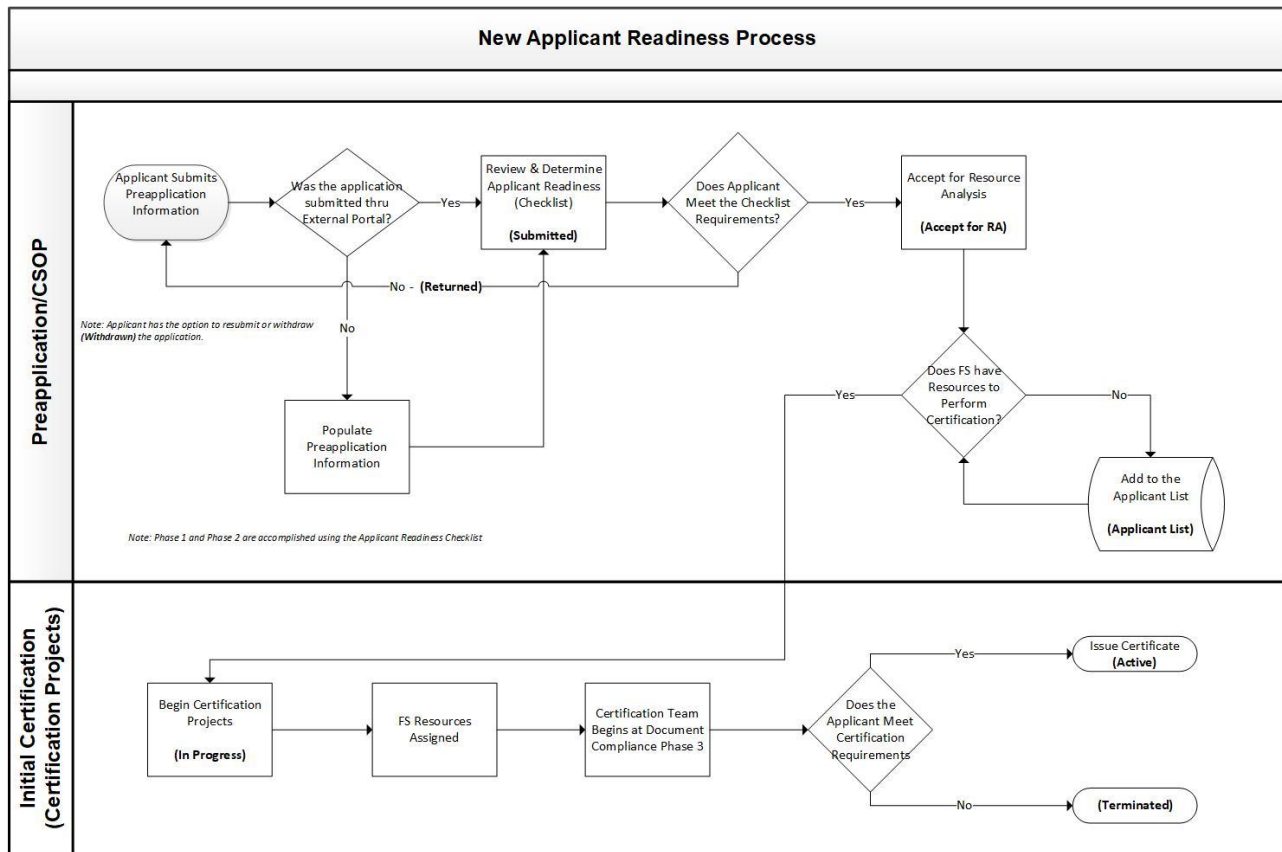 New Applicant Readiness Process
Preapplication/CSOP
Applicant Submits
Preapplication
Information
Was the application
submitted thru
External Portal?
Yes
Review & Determine
Applicant Readiness
(Checklist)
(Submitted)
Does Applicant
Meet the Checklist
Requirements?
Yes
Accept for Resource
Analysis
(Accept for RA)
No - (Returned)
Note: Applicant has the option to resubmit or withdraw
(Withdrawn) the application.
No
Populate
Preapplication
Information
Does FS have
Resources to
Perform
Certification?
Yes
No
Add to the
Applicant List
(Applicant List)
Note: Phase 1 and Phase 2 are accomplished using the Applicant Readiness Checklist
Initial Certification
(Certification Projects)
Begin Certification
Projects
(In Progress)
FS Resources
Assigned
Certification Team
Begins at Document
Compliance Phase 3
Does the
Applicant Meet
Certification
Requirements
Yes
Issue Certificate
(Active)
No
(Terminated)